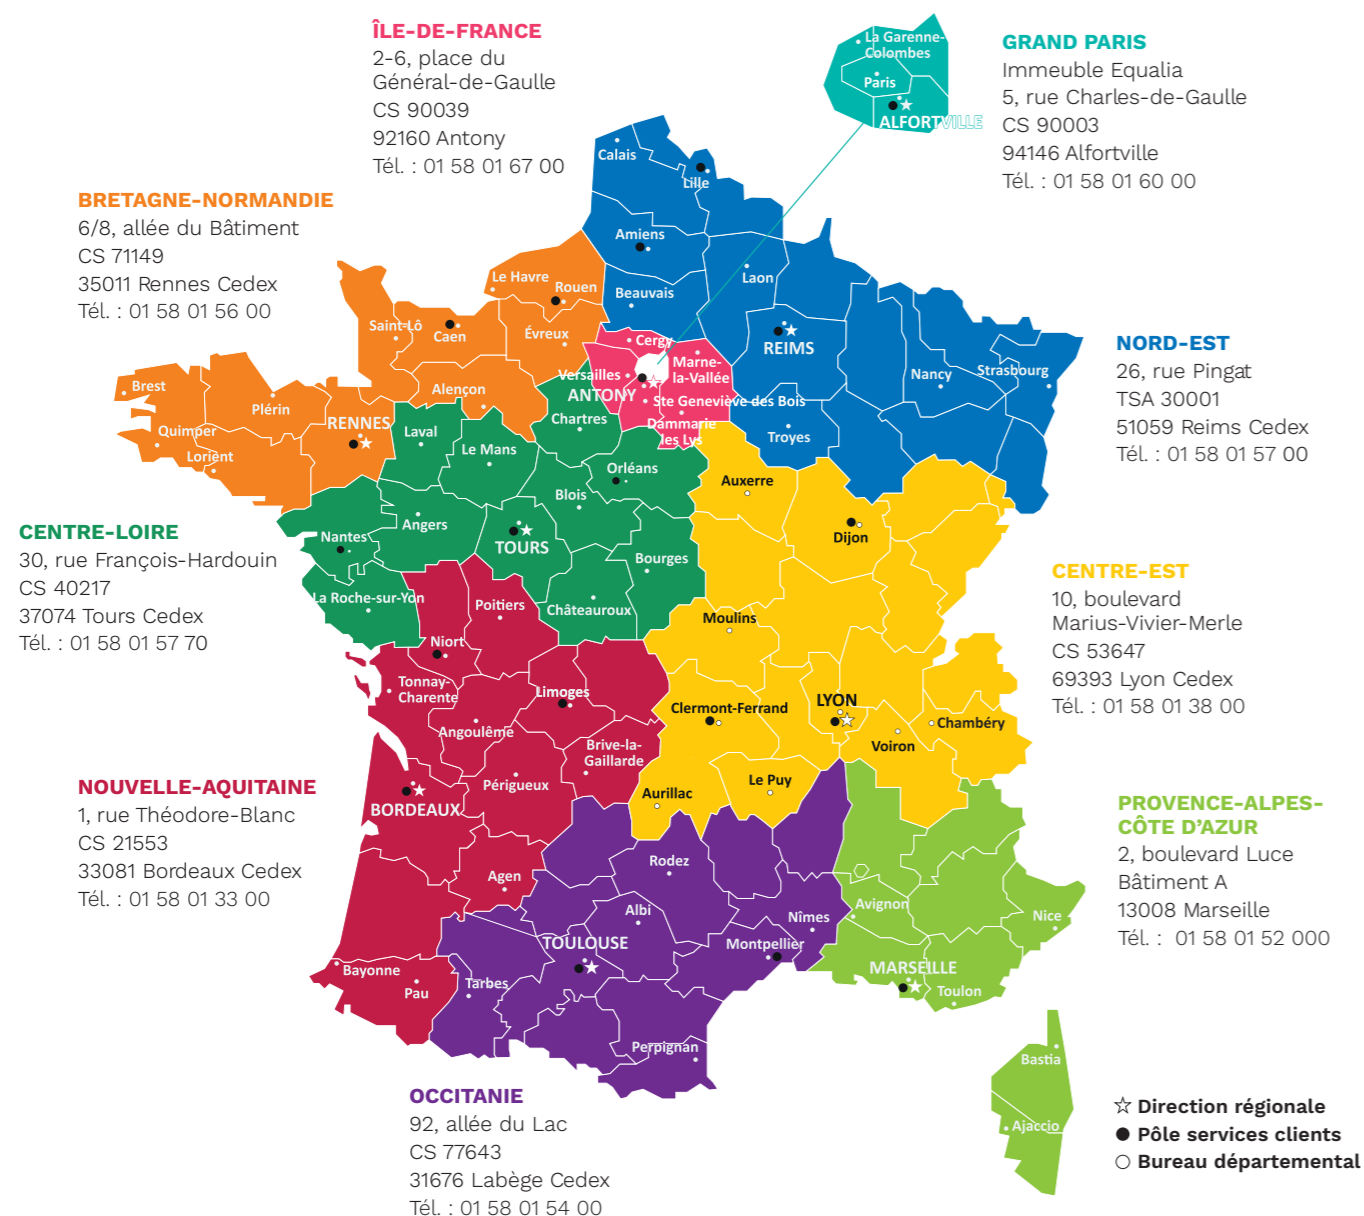 ÎLE-DE-FRANCE
2-6, place du
Général-de-Gaulle
CS 90039
92160 Antony
Tél. : 01 58 01 67 00
GRAND PARIS
Immeuble Equalia
5, rue Charles-de-Gaulle
CS 90003
94146 Alfortville
Tél. : 01 58 01 60 00
La Garenne-
Colombes
Paris
ALFORTVILLE
BRETAGNE-NORMANDIE
6/8, allée du Bâtiment
CS 71149
35011 Rennes Cedex
Tél. : 01 58 01 56 00
NORD-EST
26, rue Pingat
TSA 30001
51059 Reims Cedex
Tél. : 01 58 01 57 00
CENTRE-LOIRE
30, rue François-Hardouin
CS 40217
37074 Tours Cedex
Tél. : 01 58 01 57 70
CENTRE-EST
10, boulevard
Marius-Vivier-Merle
CS 53647
69393 Lyon Cedex
Tél. : 01 58 01 38 00
NOUVELLE-AQUITAINE
1, rue Théodore-Blanc
CS 21553
33081 Bordeaux Cedex
Tél. : 01 58 01 33 00
PROVENCE-ALPES-
CÔTE D'AZUR
2, boulevard Luce
Bâtiment A
13008 Marseille
Tél. : 01 58 01 52 000
OCCITANIE
92, allée du Lac
CS 77643
31676 Labège Cedex
Tél. : 01 58 01 54 00
Calais
Lille
Amiens
Beauvais
Laon
REIMS
Nancy
Strasbourg
Troyes
Le Havre
Rouen
Saint-Lô
Caen
Évreux
Alençon
Brest
Plérin
RENNES
Quimper
Lorient
Cergy
Marne-
la-Vallée
Versailles
ANTONY
Ste Geneviève des Bois
Dammarie
les Lys
Chartres
Laval
Le Mans
Orléans
Blois
Angers
Nantes
TOURS
Bourges
La Roche-sur-Yon
Châteauroux
Auxerre
Dijon
Moulins
Clermont-Ferrand
LYON
Chambéry
Voiron
Aurillac
Le Puy
Poitiers
Niort
Tonnay-
Charente
Limoges
Angoulême
Brive-la-
Gaillarde
Périgueux
BORDEAUX
Agen
Bayonne
Pau
Rodez
Albi
Nîmes
TOULOUSE
Montpellier
Tarbes
Perpignan
Avignon
Nice
MARSEILLE
Toulon
Bastia
Ajaccio
Direction régionale
Pôle services clients
Bureau départemental